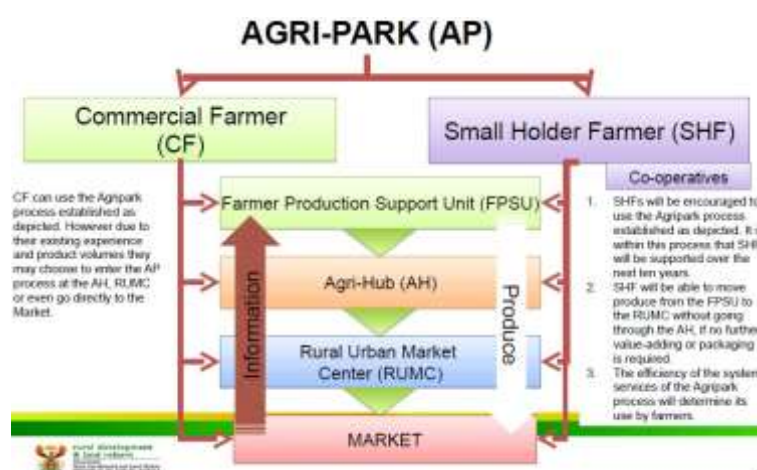 AGRI-PARK (AP)
Commercial Farmer
(CF)
Small Holder Farmer (SHF)
Co-operatives
CF can use the Agripark
process established as
depicted. However due to
their existing experience
and product volumes they
may choose to enter the AP
process at the AH, RUMC
or even go directly to the
Market.
Farmer Production Support Unit (FPSU)
Agri-Hub (AH)
Rural Urban Market
Center (RUMC)
MARKET
Information
Produce
1. SHFs will be encouraged to
use the Agripark process
established as depicted. It
within this process that
will be supported over the
next ten years.
2. SHF will be able to move
produce from the FPSU to
the RUMC without going
through the AH, if no further
value-adding or packaging
is required
3. The efficiency of the system
services of the Agripark
process will determine its
use by farmers.
rural development
& land reform